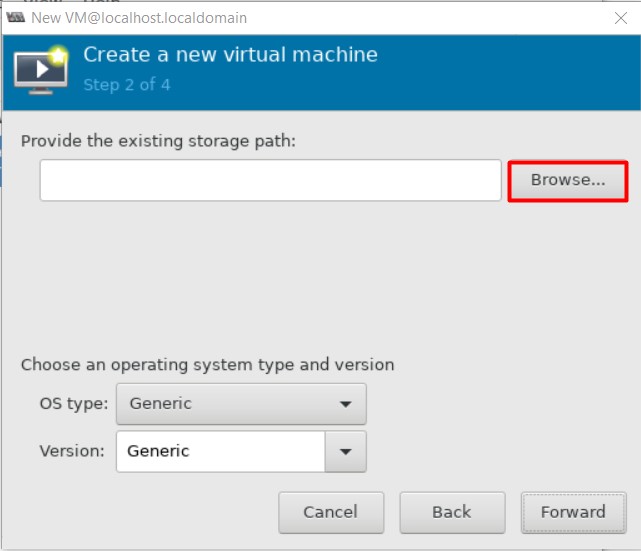 New VM@localhost.localdomain
Create a new virtual machine
Step 2 of 4
Provide the existing storage path:
Browse...
Choose an operating system type and version
OS type: Generic
Version: Generic
Cancel Back Forward